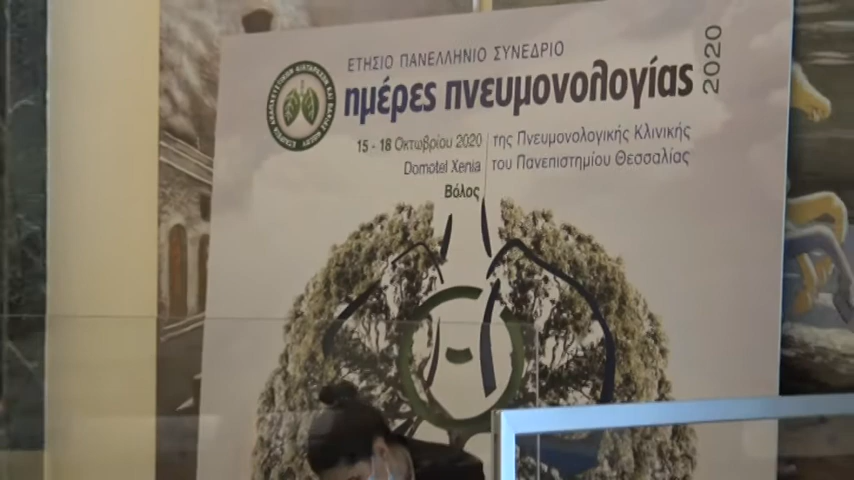 ΕΤΗΣΙΟ ΠΑΝΕΛΛΗΝΙΟ ΣΥΝΕΔΡΙΟ
ημέρες πνευμονολογίας
2020
15 - 18 Οκτωβρίου 2020
Domotel Xenia
Βόλος
της Πνευμονολογικής Κλινικής
του Πανεπιστημίου Θεσσαλίας